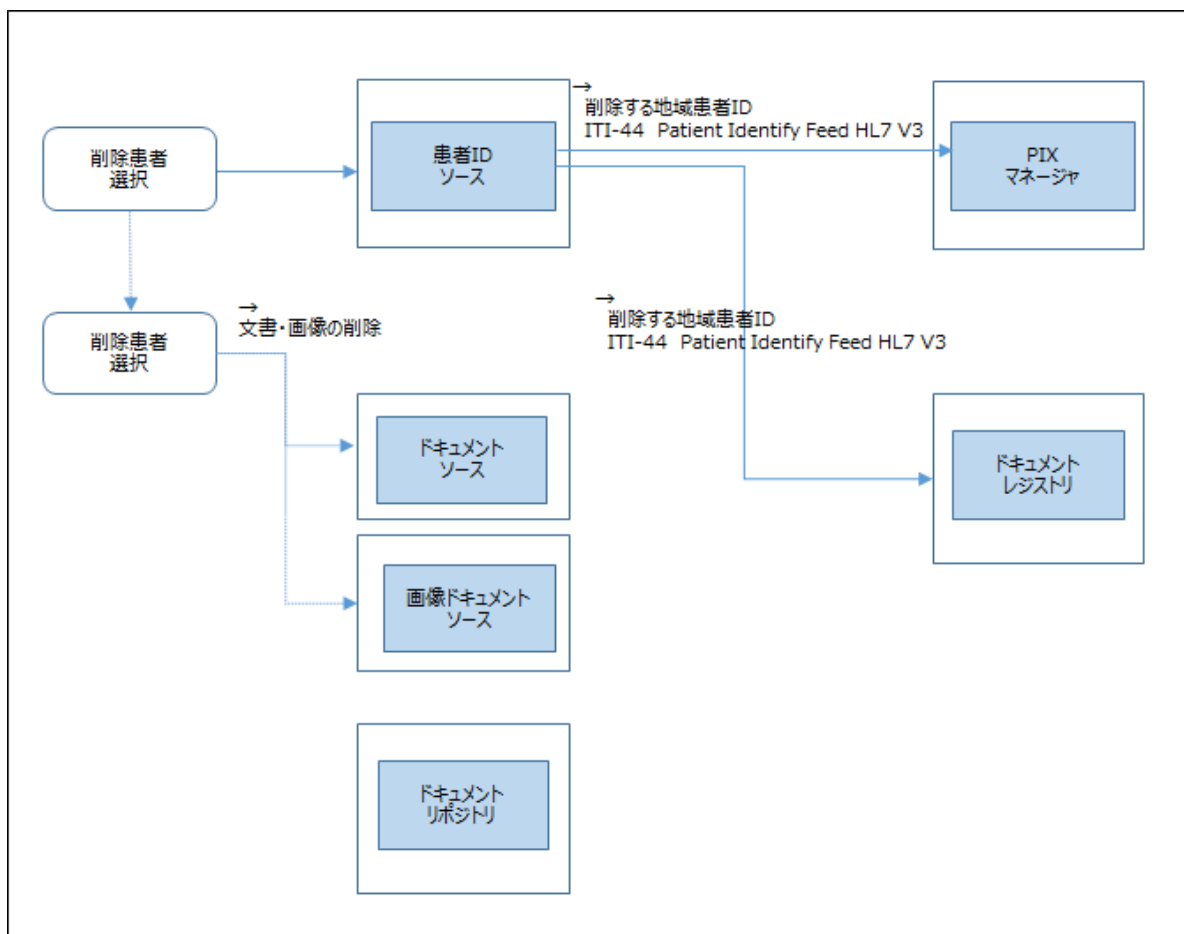 →
削除する地域患者ID
ITI-44 Patient Identify Feed HL7 V3
削除患者
選択
患者ID
ソース
PIX
マネージャ
→
文書・画像の削除
→
削除する地域患者ID
ITI-44 Patient Identify Feed HL7 V3
削除患者
選択
ドキュメント
ソース
ドキュメント
レジストリ
画像ドキュメント
ソース
ドキュメント
リポジトリ